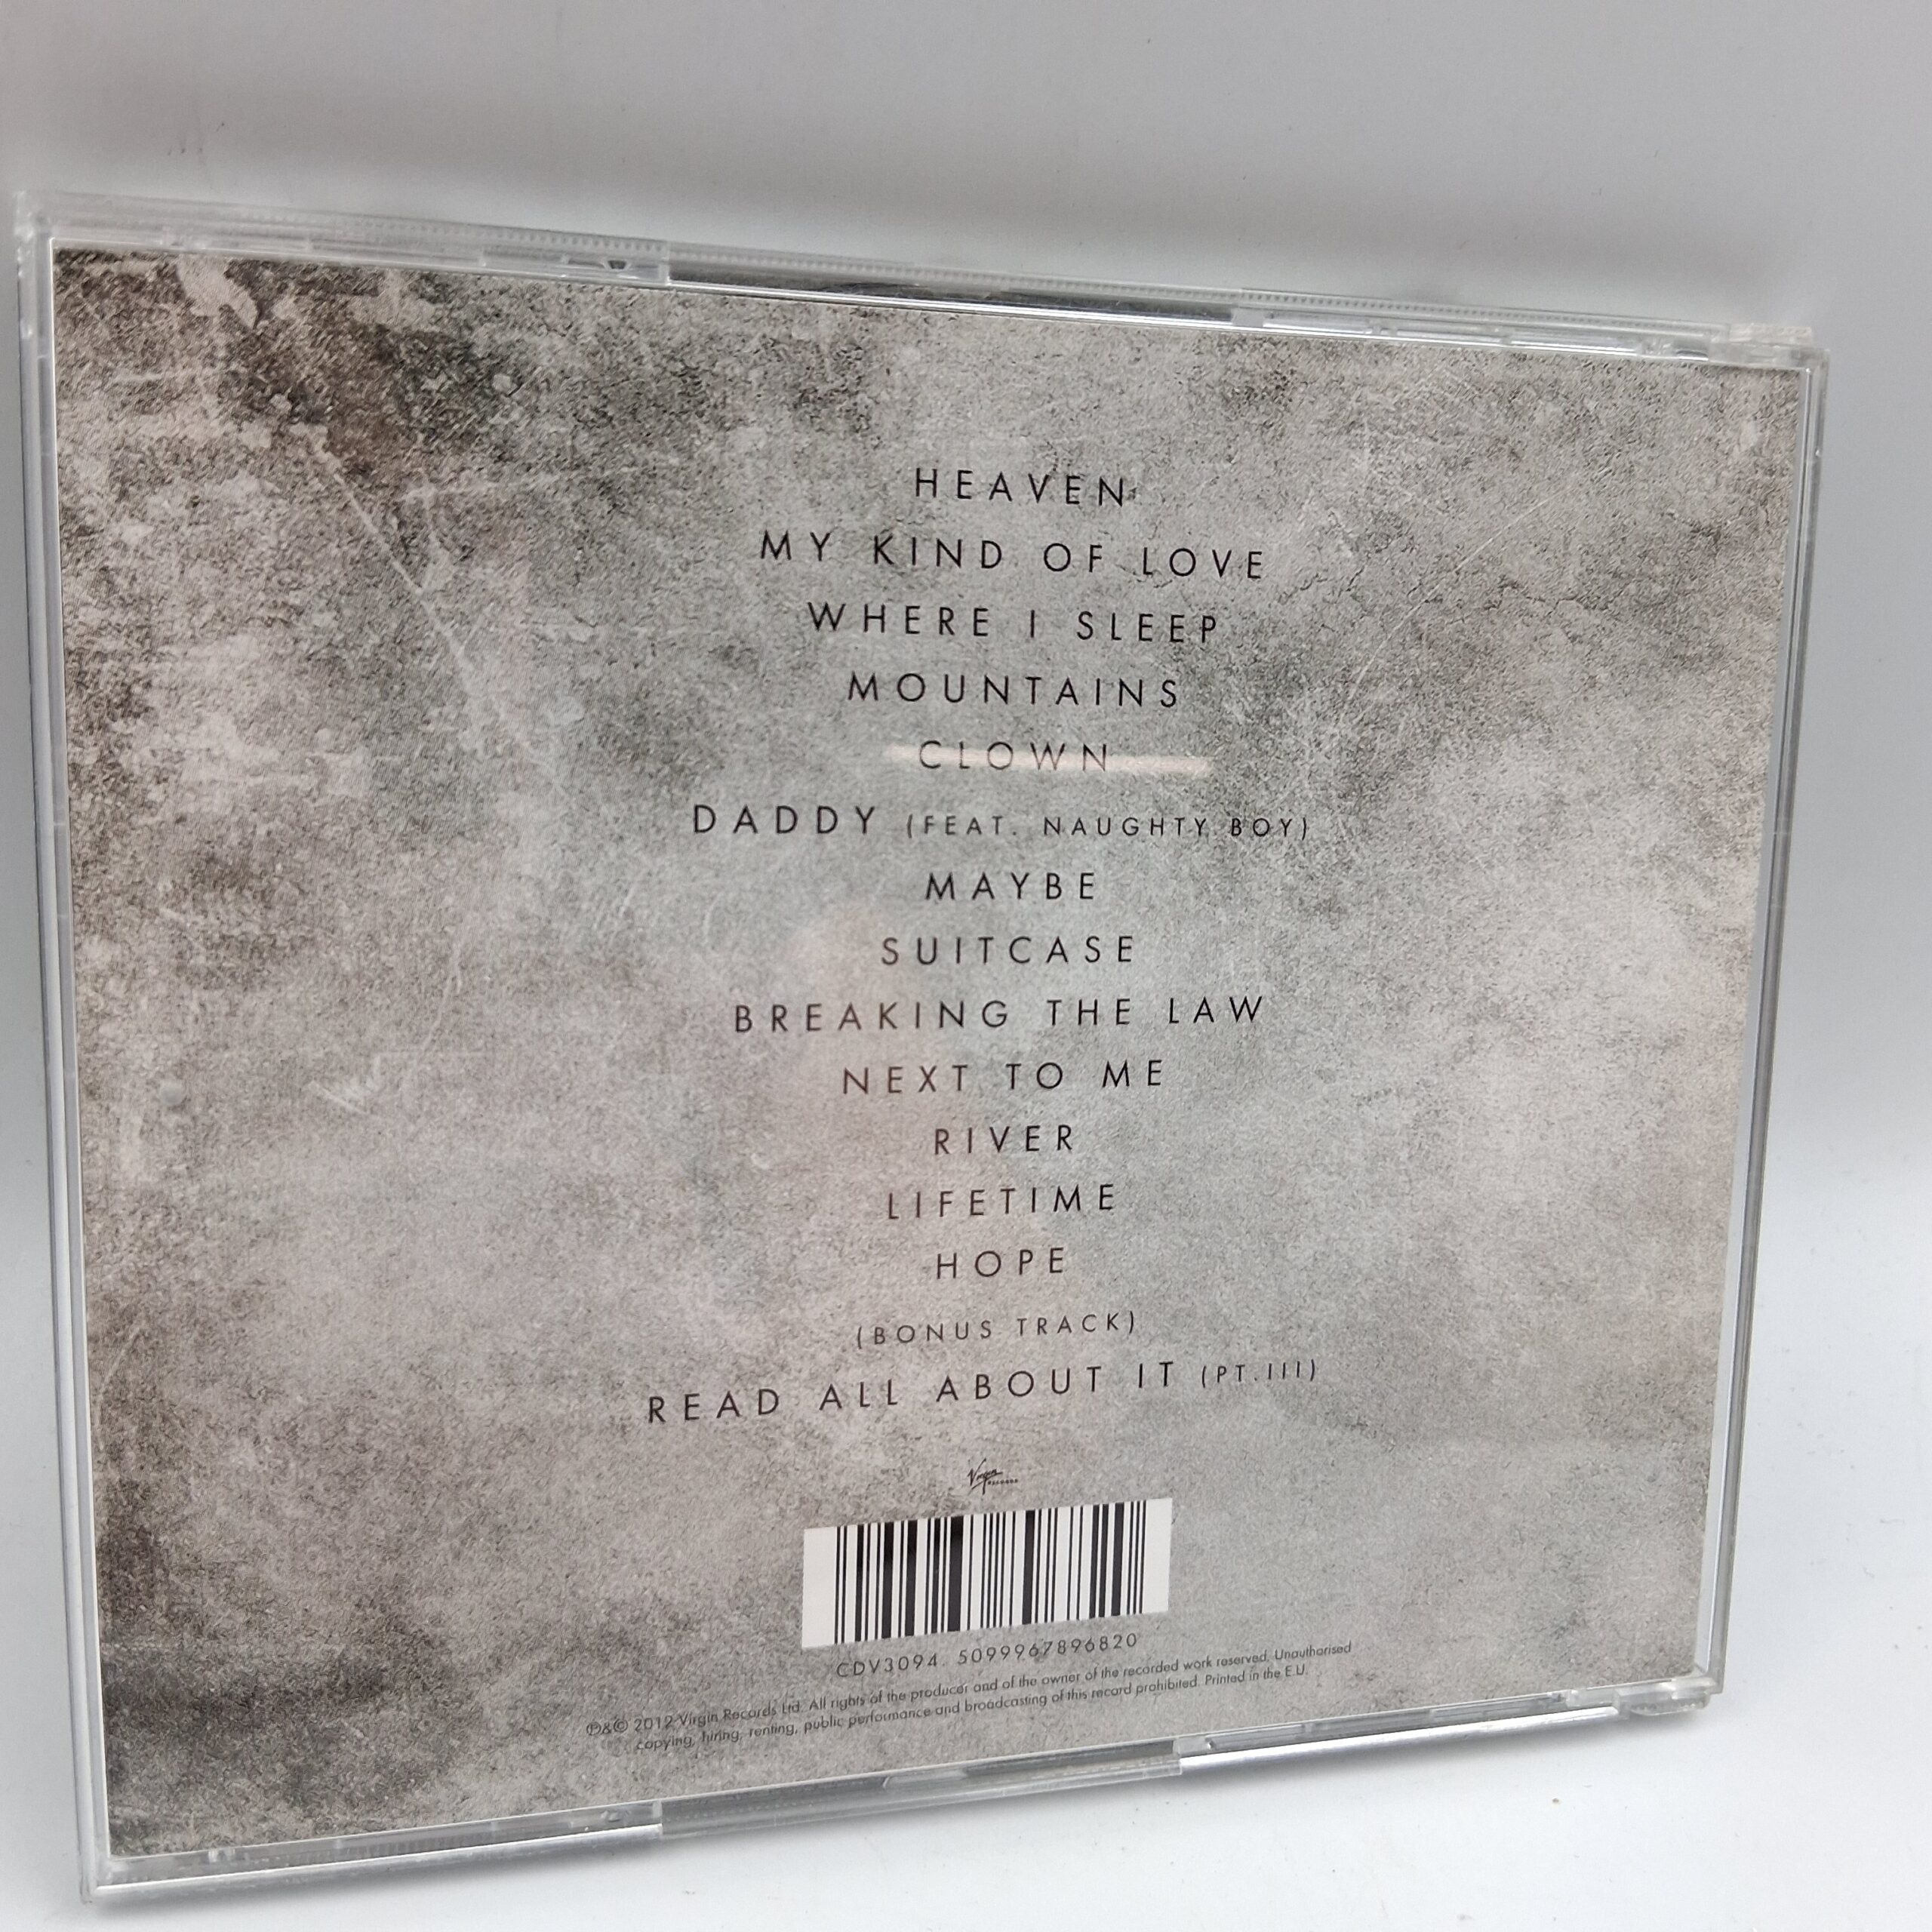 HEAVEN
MY KIND OF LOVE
WHERE I SLEEP
MOUNTAINS
CLOWN
DADDY (FEAT. NAUGHTY BOY)
MAYBE
SUITCASE
BREAKING THE LAW
NEXT TO ME
RIVER
LIFETIME
HOPE
(BONUS TRACK)
READ ALL ABOUT IT (PT.III)
Virgin RECORDS
CDV3094. 5099967896820
℗&© 2012 Virgin Records Ltd. All rights of the producer and of the owner of the recorded work reserved. Unauthorised
copying, hiring, renting, public performance and broadcasting of this record prohibited. Printed in the E.U.